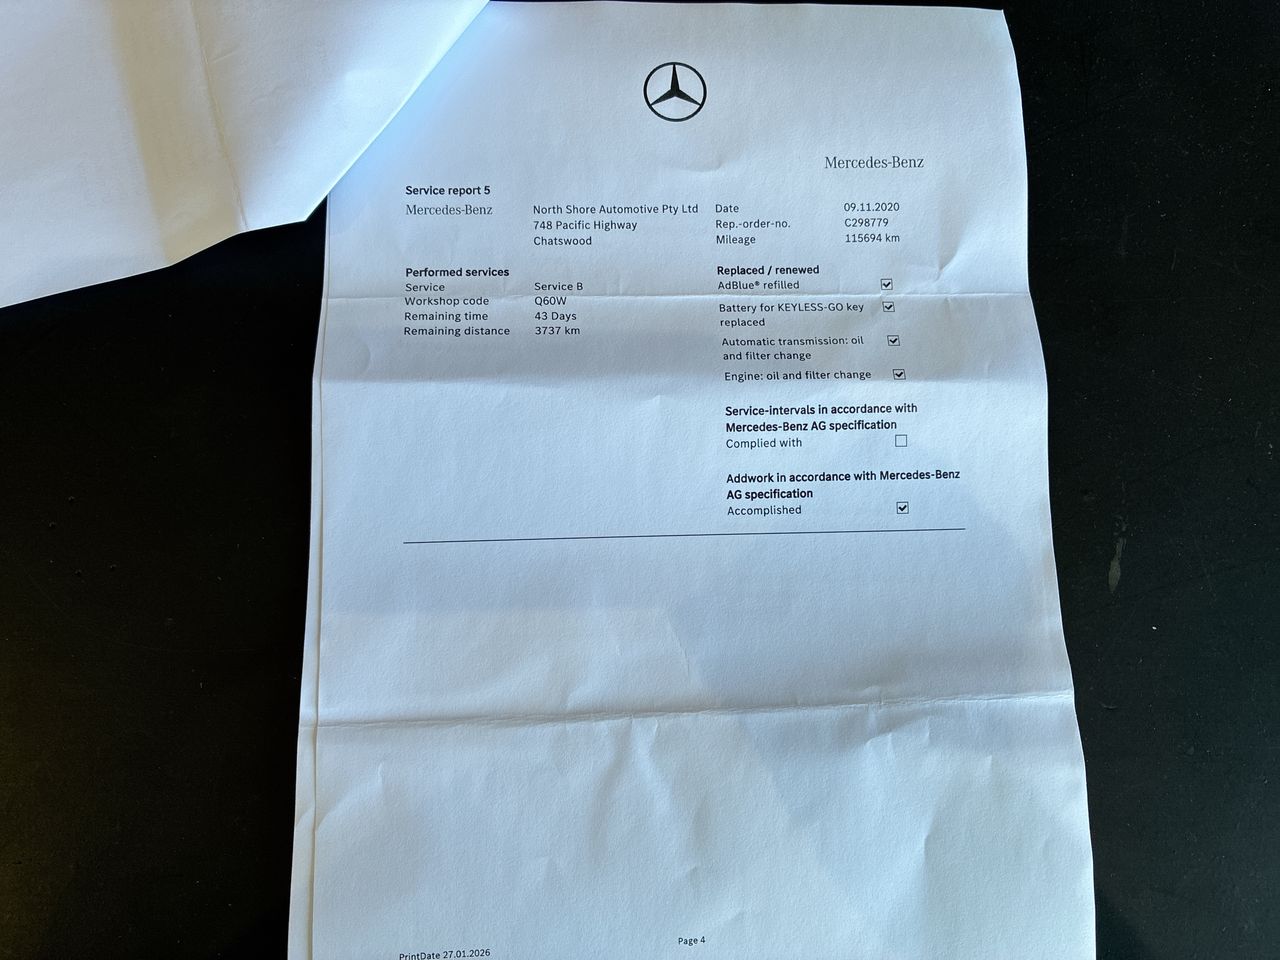 Mercedes-Benz
Service report 5
Mercedes-Benz North Shore Automotive Pty Ltd Date 09.11.2020
748 Pacific Highway Rep.-order-no. C298779
Chatswood Mileage 115694 km
Performed services Replaced / renewed
Service Service B AdBlue® refilled ☑
Workshop code Q60W Battery for KEYLESS-GO key ☑
Remaining time 43 Days replaced
Remaining distance 3737 km
Automatic transmission: oil ☑
and filter change
Engine: oil and filter change ☑
Service-intervals in accordance with
Mercedes-Benz AG specification
Complied with ☐
Addwork in accordance with Mercedes-Benz
AG specification
Accomplished ☑
Page 4
PrintDate 27.01.2026